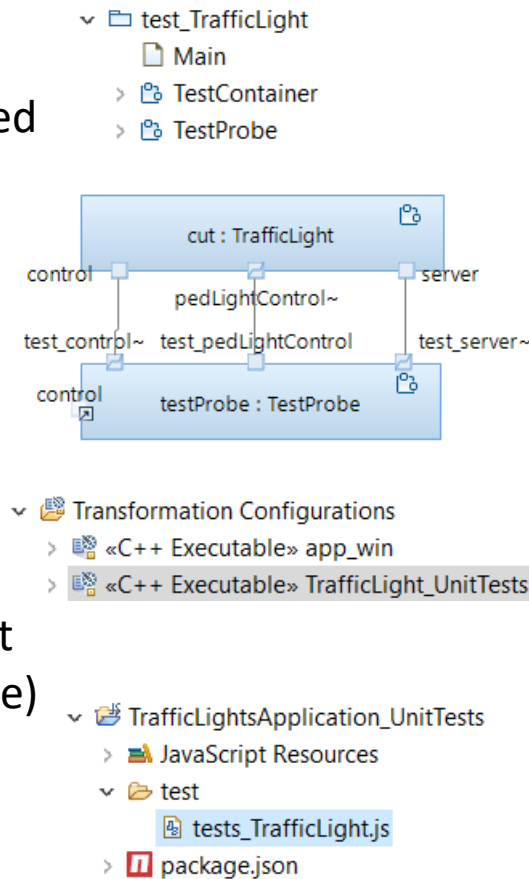 test_TrafficLight
Main
ed
TestContainer
TestProbe
cut : TrafficLight
control
server
pedLightControl~
test_control~ test_pedLightControl test_server~
control
testProbe : TestProbe
Transformation Configurations
«C++ Executable» app_win
«C++ Executable» TrafficLight_UnitTests
t
e)
TrafficLightsApplication_UnitTests
JavaScript Resources
test
tests_TrafficLight.js
package.json